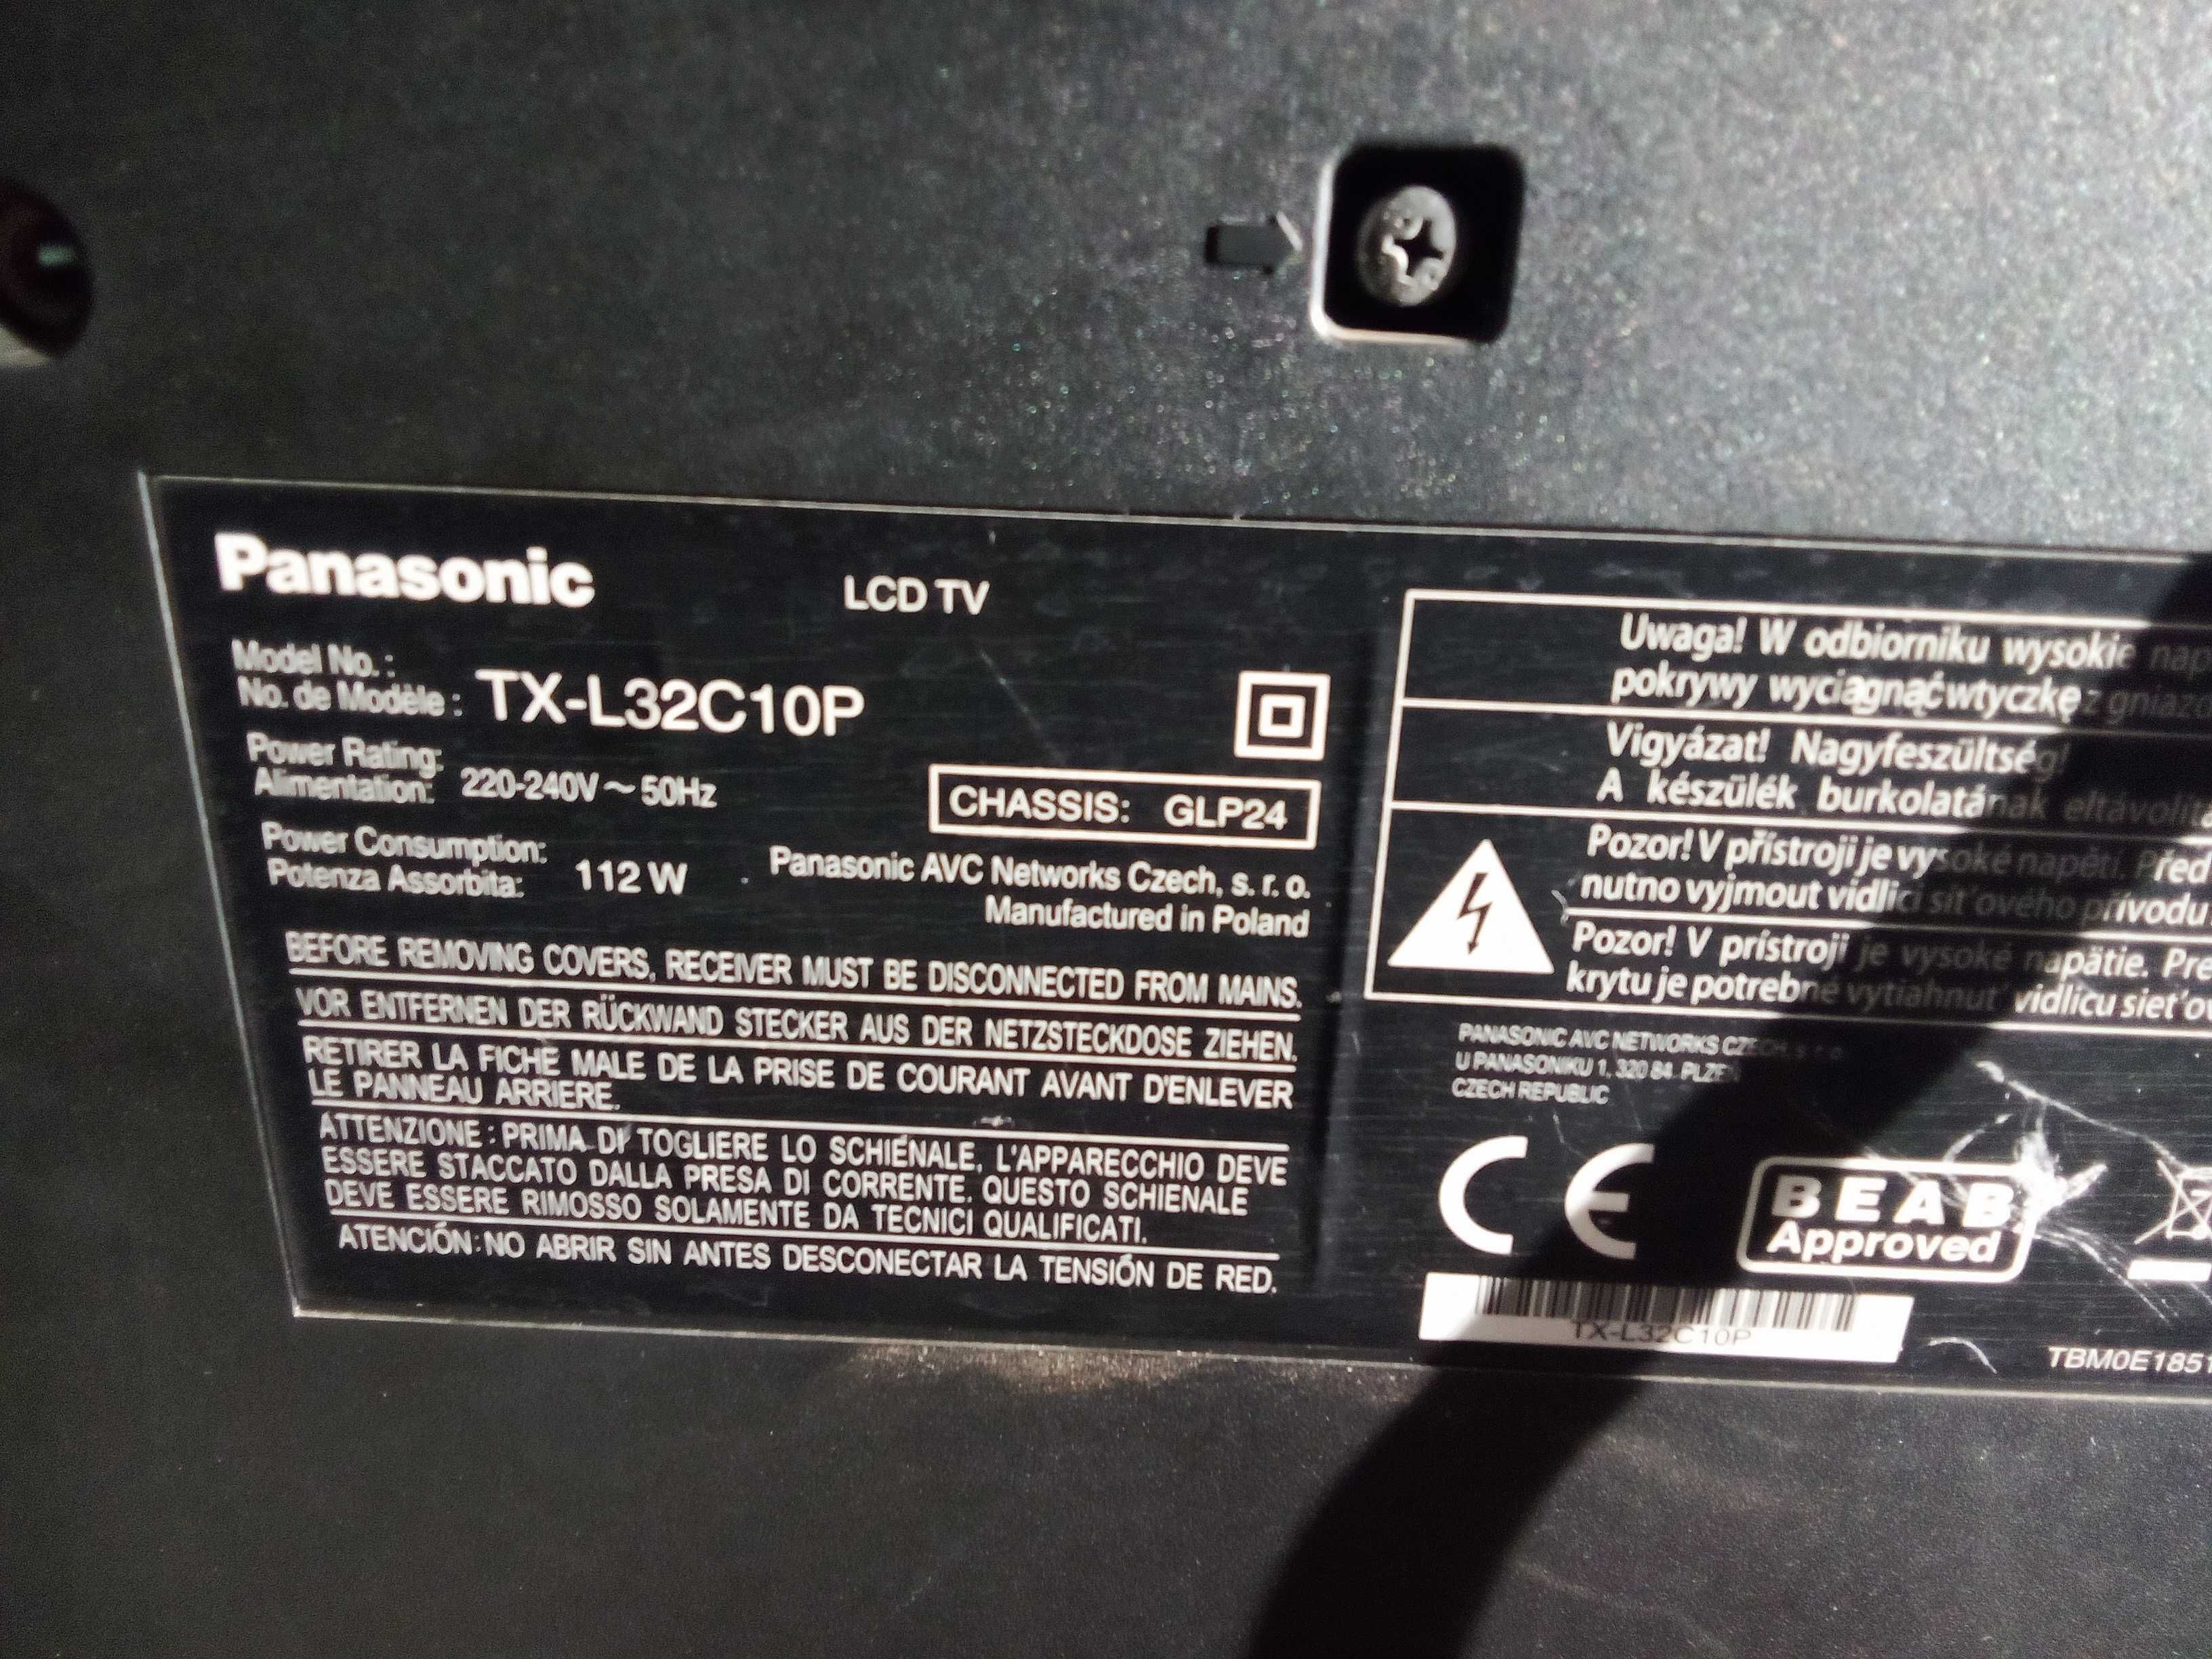 Panasonic
LCD TV
Model No. :
No. de Modèle : TX-L32C10P
Power Rating:
Alimentation: 220-240V ~ 50Hz
CHASSIS: GLP24
Power Consumption:
Potenza Assorbita: 112 W
Panasonic AVC Networks Czech, s. r. o.
Manufactured in Poland
BEFORE REMOVING COVERS, RECEIVER MUST BE DISCONNECTED FROM MAINS.
VOR ENTFERNEN DER RÜCKWAND STECKER AUS DER NETZSTECKDOSE ZIEHEN.
RETIRER LA FICHE MALE DE LA PRISE DE COURANT AVANT D'ENLEVER
LE PANNEAU ARRIERE.
ATTENZIONE : PRIMA DI TOGLIERE LO SCHIENALE, L'APPARECCHIO DEVE
ESSERE STACCATO DALLA PRESA DI CORRENTE. QUESTO SCHIENALE
DEVE ESSERE RIMOSSO SOLAMENTE DA TECNICI QUALIFICATI.
ATENCIÓN : NO ABRIR SIN ANTES DESCONECTAR LA TENSIÓN DE RED.
Uwaga! W odbiorniku wysokie nap
pokrywy wyciągnąć wtyczkę z gniazd
Vigyázat! Nagyfeszültség!
A készülék burkolatának eltávolít
Pozor! V přístroji je vysoké napětí. Před
nutno vyjmout vidlici síťového přívodu
Pozor! V prístroji je vysoké napätie. Pre
krytu je potrebné vytiahnuť vidlicu sieťo
PANASONIC AVC NETWORKS CZECH, s. r. o.
U PANASONIKU 1, 320 84 PLZEŇ
CZECH REPUBLIC
CE
BEAB
Approved
TX-L32C10P
TBM0E1851